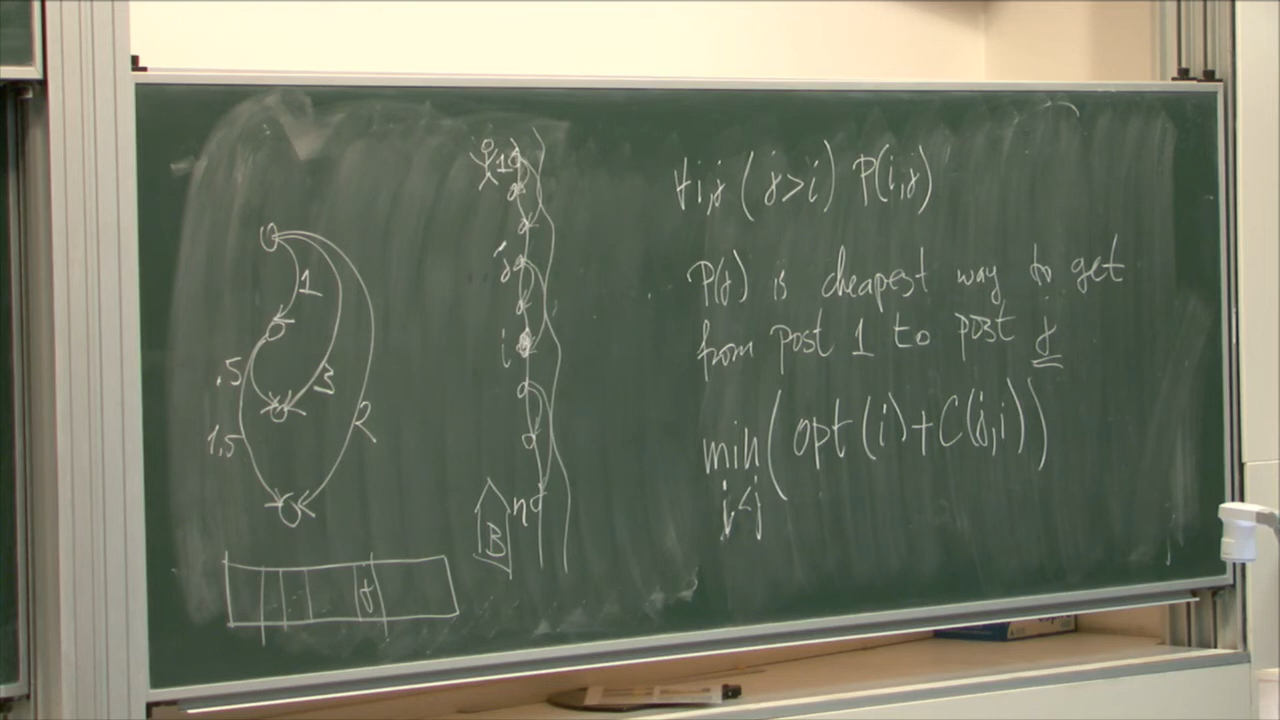 1
.5
3
1,5
2
j
1
j
i
n
B
∀i,j (j>i) P(i,j)
P(j) is cheapest way to get
from post 1 to post j
min (opt(i)+C(j,i))
j<j